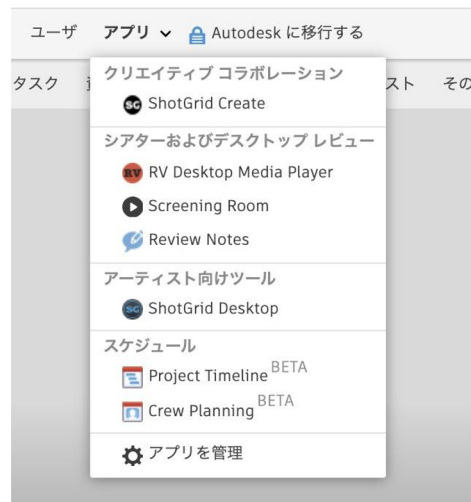 ユーザ アプリ Autodesk に移行する
タスク スト その
クリエイティブ コラボレーション
SG ShotGrid Create
シアターおよびデスクトップ レビュー
RV RV Desktop Media Player
Screening Room
Review Notes
アーティスト向けツール
SG ShotGrid Desktop
スケジュール
Project Timeline BETA
Crew Planning BETA
アプリを管理